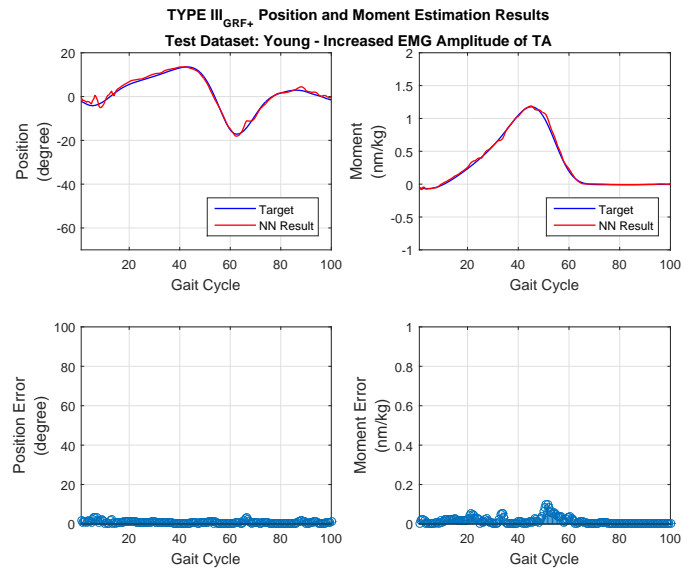 TYPE III GRF+ Position and Moment Estimation Results
Test Dataset: Young - Increased EMG Amplitude of TA
20
0
-20
-40
-60
Position
(degree)
20 40 60 80 100
Gait Cycle
Target
NN Result
2
1.5
1
0.5
0
-0.5
-1
Moment
(nm/kg)
20 40 60 80 100
Gait Cycle
Target
NN Result
100
80
60
40
20
0
Position Error
(degree)
20 40 60 80 100
Gait Cycle
1
0.8
0.6
0.4
0.2
0
Moment Error
(nm/kg)
20 40 60 80 100
Gait Cycle